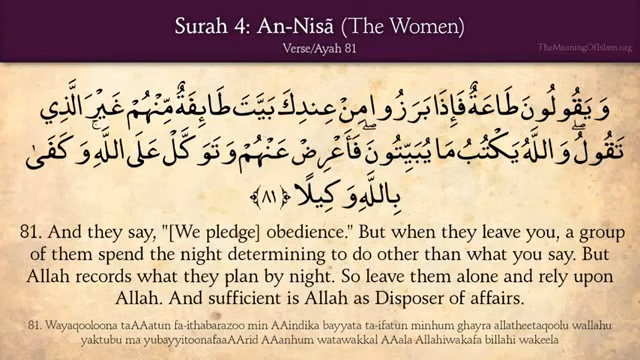 Surah 4: An-Nisã (The Women)
Verse/Ayah 81
TheMeaningOfIslam.org
وَيَقُولُونَ طَاعَةٌ فَإِذَا بَرَزُوا مِنْ عِندِكَ بَيَّتَ طَائِفَةٌ مِّنْهُمْ غَيْرَ الَّذِي
تَقُولُ ۖ وَاللَّهُ يَكْتُبُ مَا يُبَيِّتُونَ ۖ فَأَعْرِضْ عَنْهُمْ وَتَوَكَّلْ عَلَى اللَّهِ ۚ وَكَفَىٰ
بِاللَّهِ وَكِيلًا ﴿٨١﴾
81. And they say, "[We pledge] obedience." But when they leave you, a group
of them spend the night determining to do other than what you say. But
Allah records what they plan by night. So leave them alone and rely upon
Allah. And sufficient is Allah as Disposer of affairs.
81. Wayaqooloona taAAatun fa-ithabarazoo min AAindika bayyata ta-ifatun minhum ghayra allatheetaqoolu wallahu
yaktubu ma yubayyitoonafaaAArid AAanhum watawakkal AAala Allahiwakafa billahi wakeela